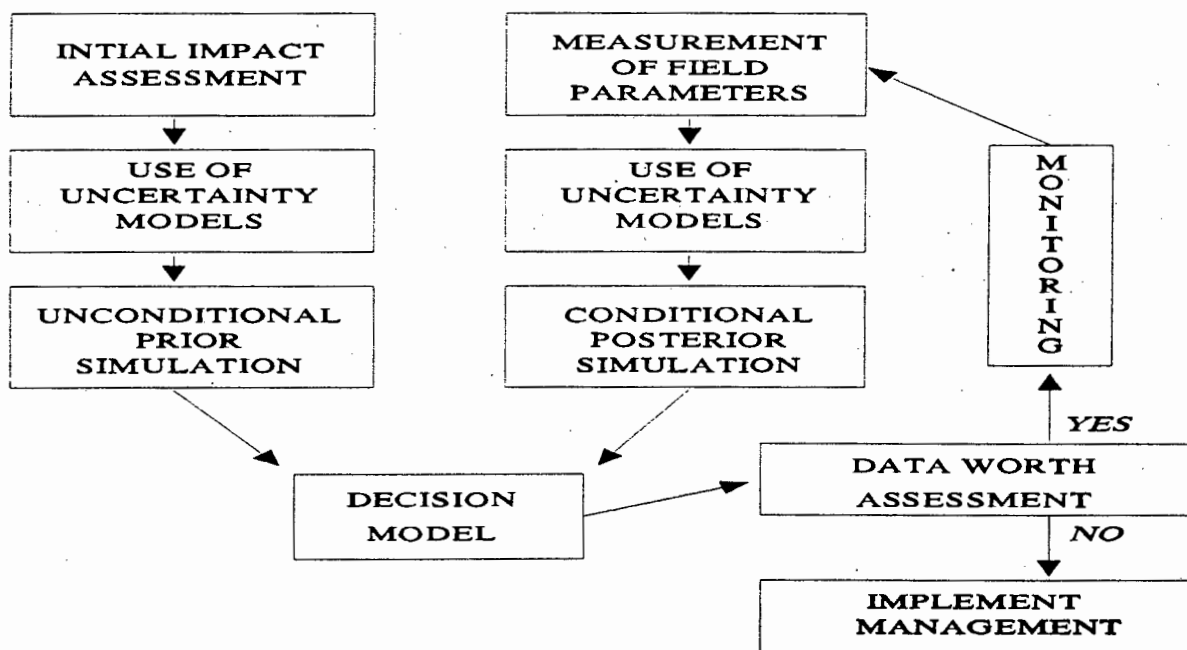 INTIAL IMPACT
ASSESSMENT
USE OF
UNCERTAINTY
MODELS
UNCONDITIONAL
PRIOR
SIMULATION
MEASUREMENT
OF FIELD
PARAMETERS
USE OF
UNCERTAINTY
MODELS
CONDITIONAL
POSTERIOR
SIMULATION
DECISION
MODEL
MONITORING
YES
DATA WORTH
ASSESSMENT
NO
IMPLEMENT
MANAGEMENT